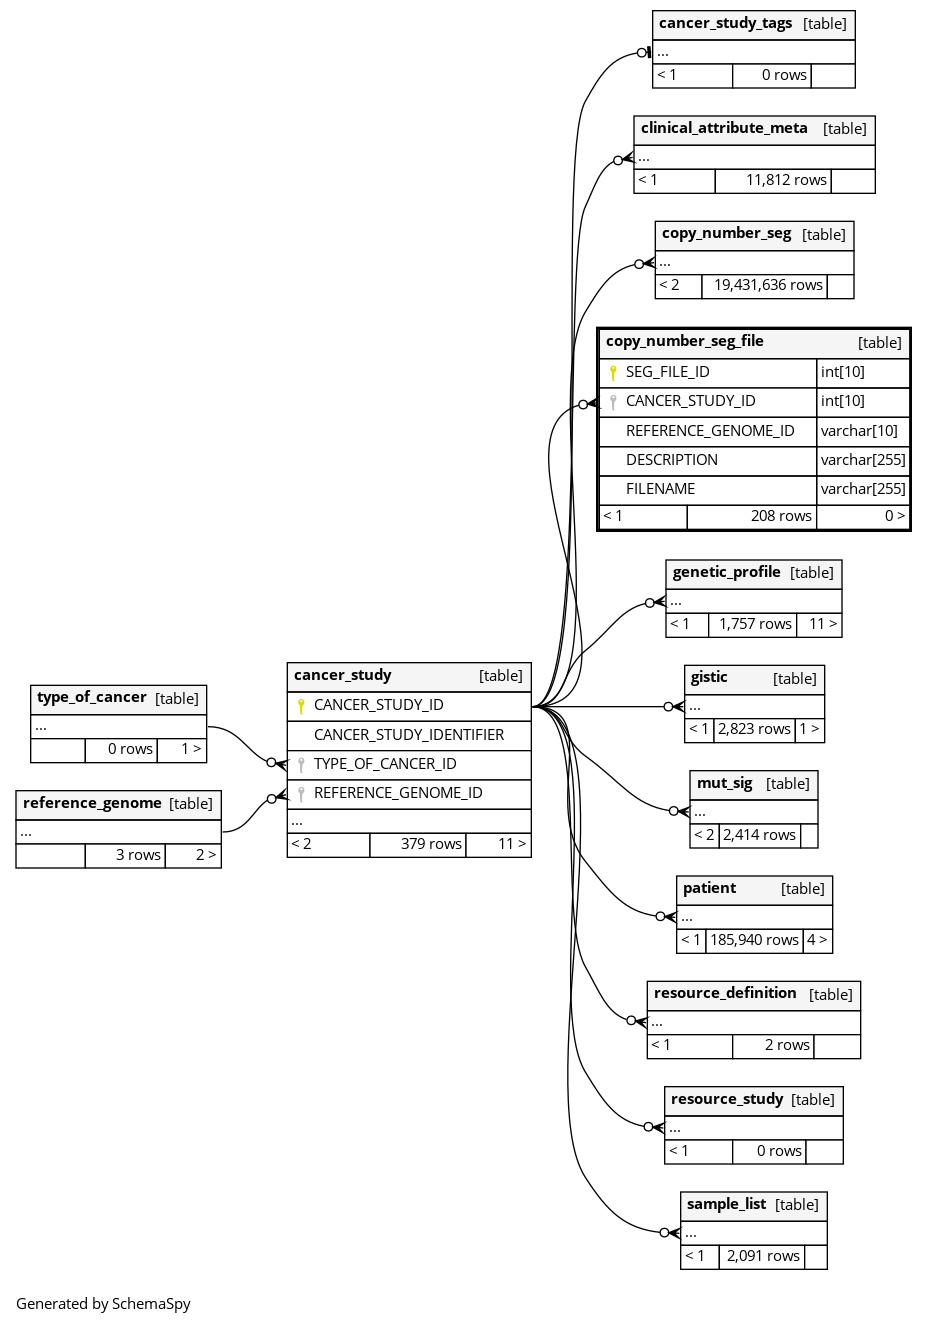 cancer_study_tags [table]
...
< 1 0 rows
clinical_attribute_meta [table]
...
< 1 11,812 rows
copy_number_seg [table]
...
< 2 19,431,636 rows
copy_number_seg_file [table]
SEG_FILE_ID int[10]
CANCER_STUDY_ID int[10]
REFERENCE_GENOME_ID varchar[10]
DESCRIPTION varchar[255]
FILENAME varchar[255]
< 1 208 rows 0 >
genetic_profile [table]
...
< 1 1,757 rows 11 >
cancer_study [table]
CANCER_STUDY_ID
CANCER_STUDY_IDENTIFIER
TYPE_OF_CANCER_ID
REFERENCE_GENOME_ID
...
< 2 379 rows 11 >
type_of_cancer [table]
...
0 rows 1 >
reference_genome [table]
...
3 rows 2 >
gistic [table]
...
< 1 2,823 rows 1 >
mut_sig [table]
...
< 2 2,414 rows
patient [table]
...
< 1 185,940 rows 4 >
resource_definition [table]
...
< 1 2 rows
resource_study [table]
...
< 1 0 rows
sample_list [table]
...
< 1 2,091 rows
Generated by SchemaSpy